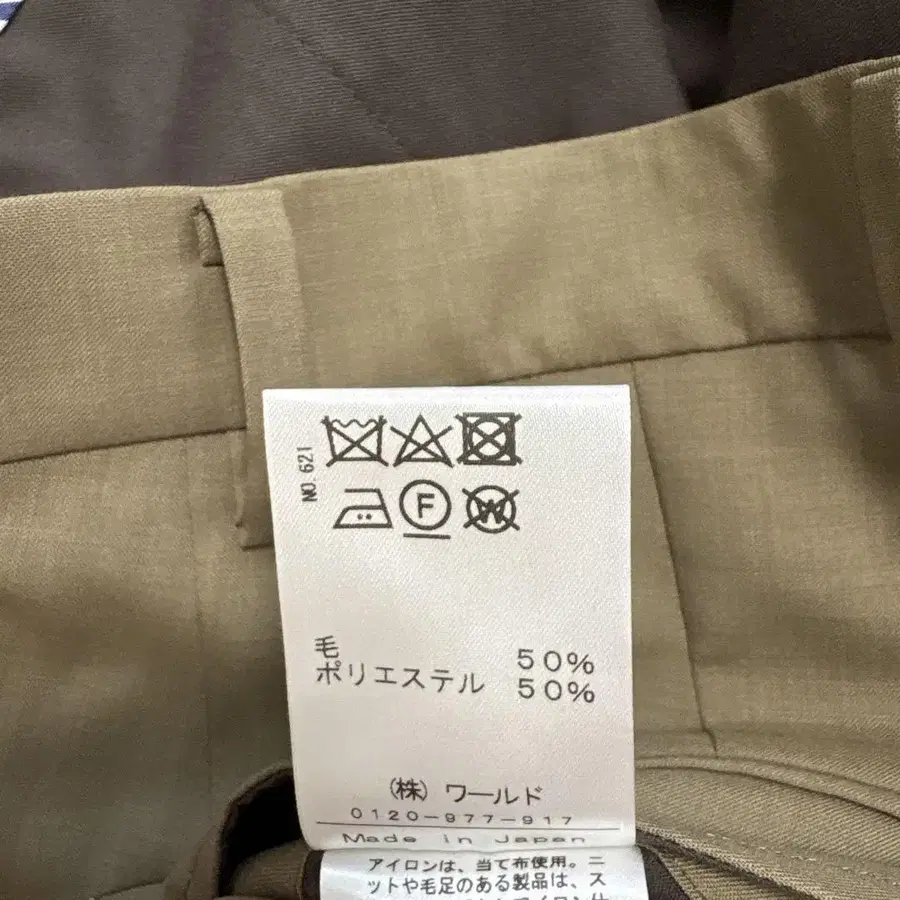 NO.621
F
W
毛 50%
ポリエステル 50%
(株) ワールド
0120-977-917
Made in Japan
アイロンは、当て布使用。ニ
ットや毛足のある製品は、ス